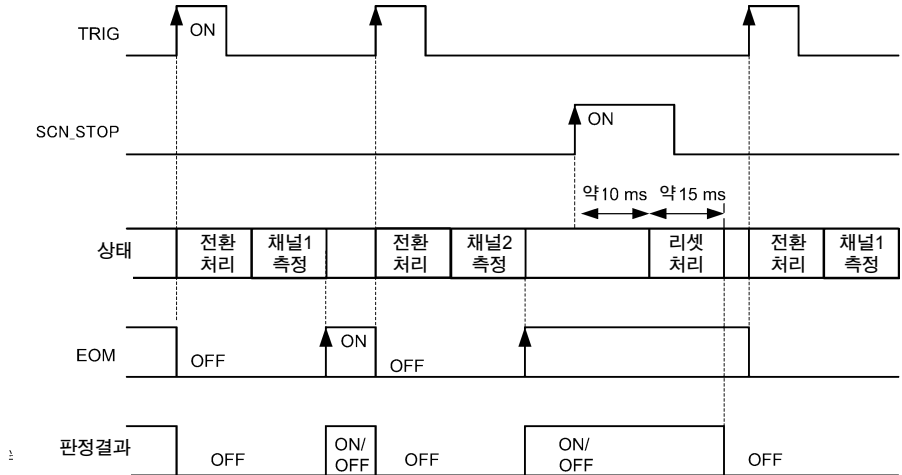 TRIG
ON
SCN_STOP
ON
약10 ms
약15 ms
상태
전환
처리
채널1
측정
전환
처리
채널2
측정
리셋
처리
전환
처리
채널1
측정
EOM
OFF
ON
OFF
판정결과
OFF
ON/
OFF
OFF
ON/
OFF
OFF